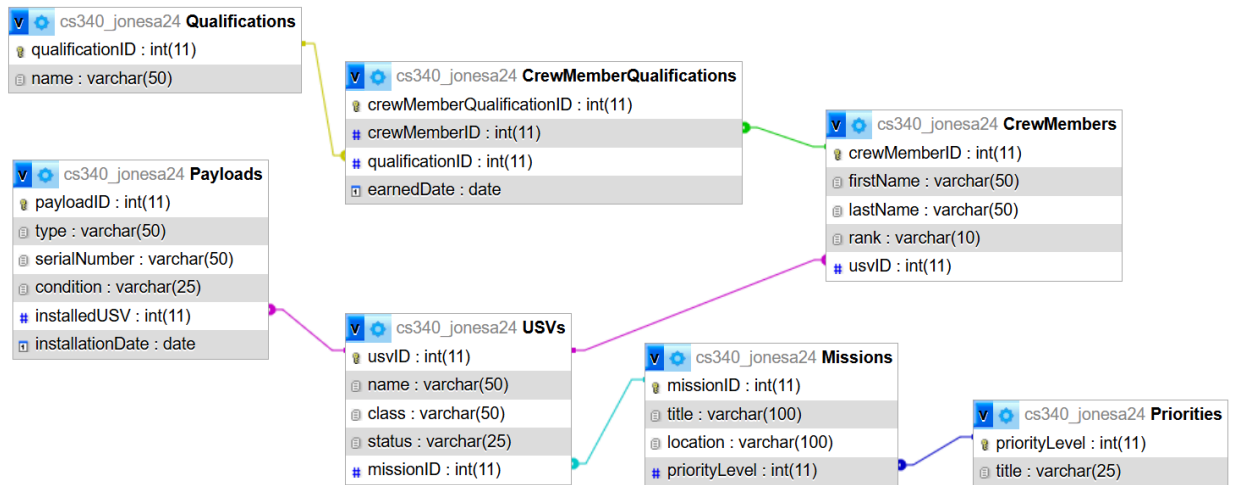 cs340_jonesa24 Qualifications
qualificationID : int(11)
name : varchar(50)
cs340_jonesa24 CrewMemberQualifications
crewMemberQualificationID : int(11)
# crewMemberID : int(11)
# qualificationID : int(11)
earnedDate : date
cs340_jonesa24 CrewMembers
crewMemberID : int(11)
firstName : varchar(50)
lastName : varchar(50)
rank : varchar(10)
# usvID : int(11)
cs340_jonesa24 Payloads
payloadID : int(11)
type : varchar(50)
serialNumber : varchar(50)
condition : varchar(25)
# installedUSV : int(11)
installationDate : date
cs340_jonesa24 USVs
usvID : int(11)
name : varchar(50)
class : varchar(50)
status : varchar(25)
# missionID : int(11)
cs340_jonesa24 Missions
missionID : int(11)
title : varchar(100)
location : varchar(100)
# priorityLevel : int(11)
cs340_jonesa24 Priorities
priorityLevel : int(11)
title : varchar(25)